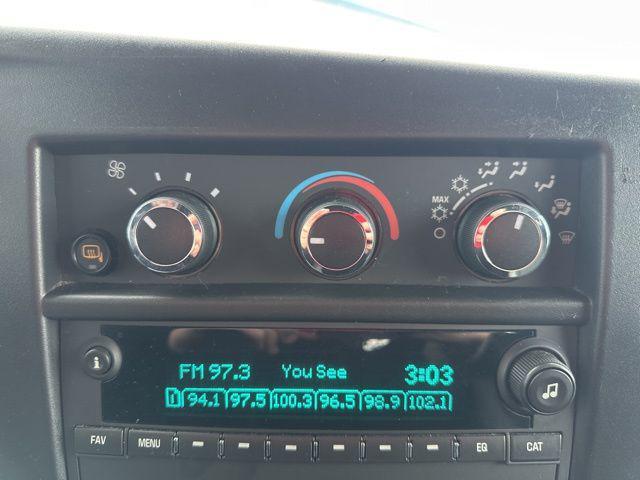 MAX
FM 97.3 You See 3:03
1 94.1 97.5 100.3 96.5 98.9 102.1
i
FAV MENU EQ CAT